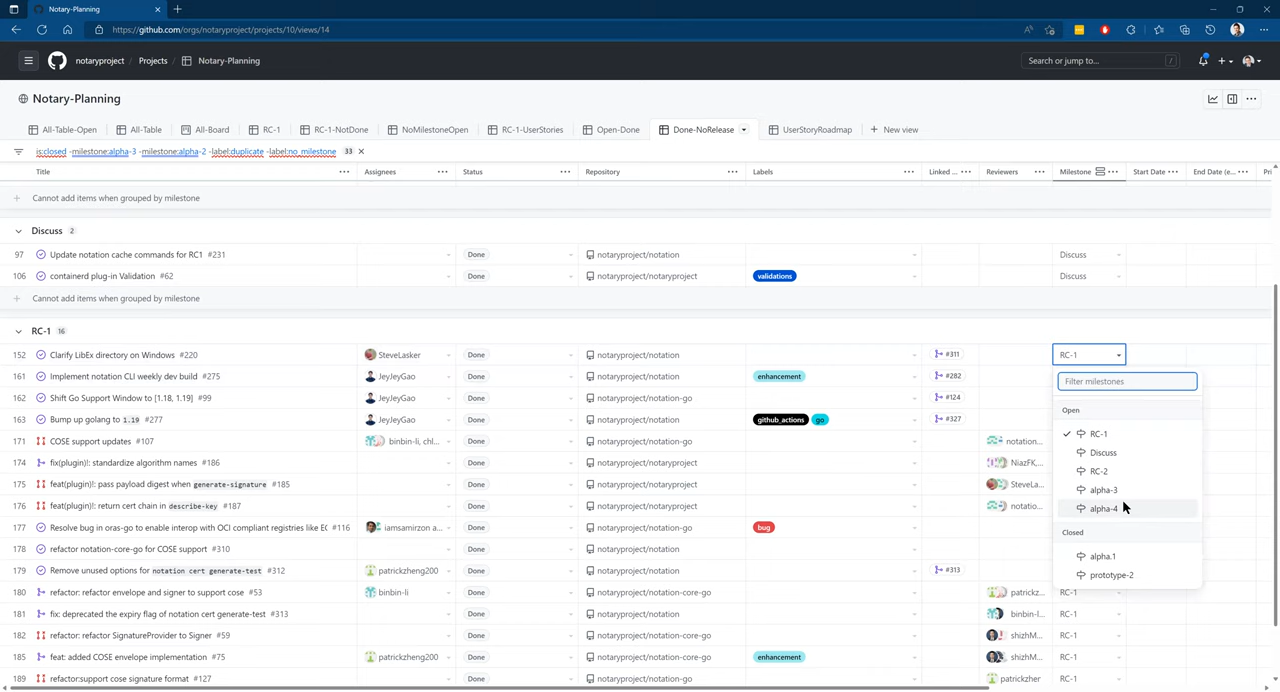 Notary-Planning
https://github.com/orgs/notaryproject/projects/10/views/14
notaryproject / Projects / Notary-Planning
Search or jump to... /
Notary-Planning
All-Table-Open All-Table All-Board RC-1 RC-1-NotDone NoMilestoneOpen RC-1-UserStories Open-Done Done-NoRelease UserStoryRoadmap + New view
is:closed -milestone:alpha-3 -milestone:alpha-2 -label:duplicate -label:no_milestone 33
Title Assignees Status Repository Labels Linked ... Reviewers Milestone Start Date End Date (e... Pri
Cannot add items when grouped by milestone
Discuss 2
97 Update notation cache commands for RC1 #231 Done notaryproject/notation Discuss
106 containerd plug-in Validation #62 Done notaryproject/notaryproject validations Discuss
Cannot add items when grouped by milestone
RC-1 16
152 Clarify LibEx directory on Windows #220 SteveLasker Done notaryproject/notation #311 RC-1
161 Implement notation CLI weekly dev build #275 JeyJeyGao Done notaryproject/notation enhancement #282
162 Shift Go Support Window to [1.18, 1.19] #99 JeyJeyGao Done notaryproject/notation-go #124
163 Bump up golang to 1.19 #277 JeyJeyGao Done notaryproject/notation github_actions go #327
171 COSE support updates #107 binbin-li, chl... Done notaryproject/notation-go notation...
174 fix(plugin)!: standardize algorithm names #186 Done notaryproject/notaryproject NiazFK,...
175 feat(plugin)!: pass payload digest when generate-signature #185 Done notaryproject/notaryproject SteveLas...
176 feat(plugin)!: return cert chain in describe-key #187 Done notaryproject/notaryproject notatio...
177 Resolve bug in oras-go to enable interop with OCI compliant registries like EC #116 iamsamirzon a... Done notaryproject/notation-go bug
178 refactor notation-core-go for COSE support #310 Done notaryproject/notation
179 Remove unused options for notation cert generate-test #312 patrickzheng200 Done notaryproject/notation #313
180 refactor: refactor envelope and signer to support cose #53 binbin-li Done notaryproject/notation-core-go patrickz... RC-1
181 fix: deprecated the expiry flag of notation cert generate-test #313 Done notaryproject/notation binbin-li... RC-1
182 refactor: refactor SignatureProvider to Signer #59 Done notaryproject/notation-core-go shizhM... RC-1
185 feat: added COSE envelope implementation #75 patrickzheng200 Done notaryproject/notation-core-go enhancement shizhM... RC-1
189 refactor:support cose signature format #127 Done notaryproject/notation-go patrickzher RC-1
Filter milestones
Open
RC-1
Discuss
RC-2
alpha-3
alpha-4
Closed
alpha.1
prototype-2